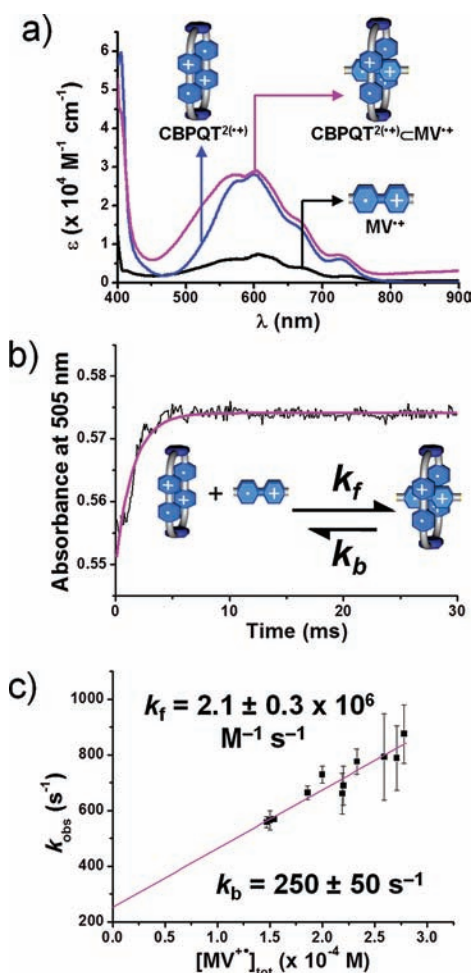 a)
6
5
4
3
2
1
0
ε (x 10⁴ M⁻¹ cm⁻¹)
CBPQT²⁽•⁺⁾
CBPQT²⁽•⁺⁾⊂MV•⁺
MV•⁺
400 500 600 700 800 900
λ (nm)
b)
0.58
0.57
0.56
0.55
Absorbance at 505 nm
+
k_f
k_b
0 10 20 30
Time (ms)
c)
1000
800
600
400
200
k_obs (s⁻¹)
k_f = 2.1 ± 0.3 x 10⁶
M⁻¹ s⁻¹
k_b = 250 ± 50 s⁻¹
0.0 0.5 1.0 1.5 2.0 2.5 3.0
[MV⁺•]_tot (x 10⁻⁴ M)